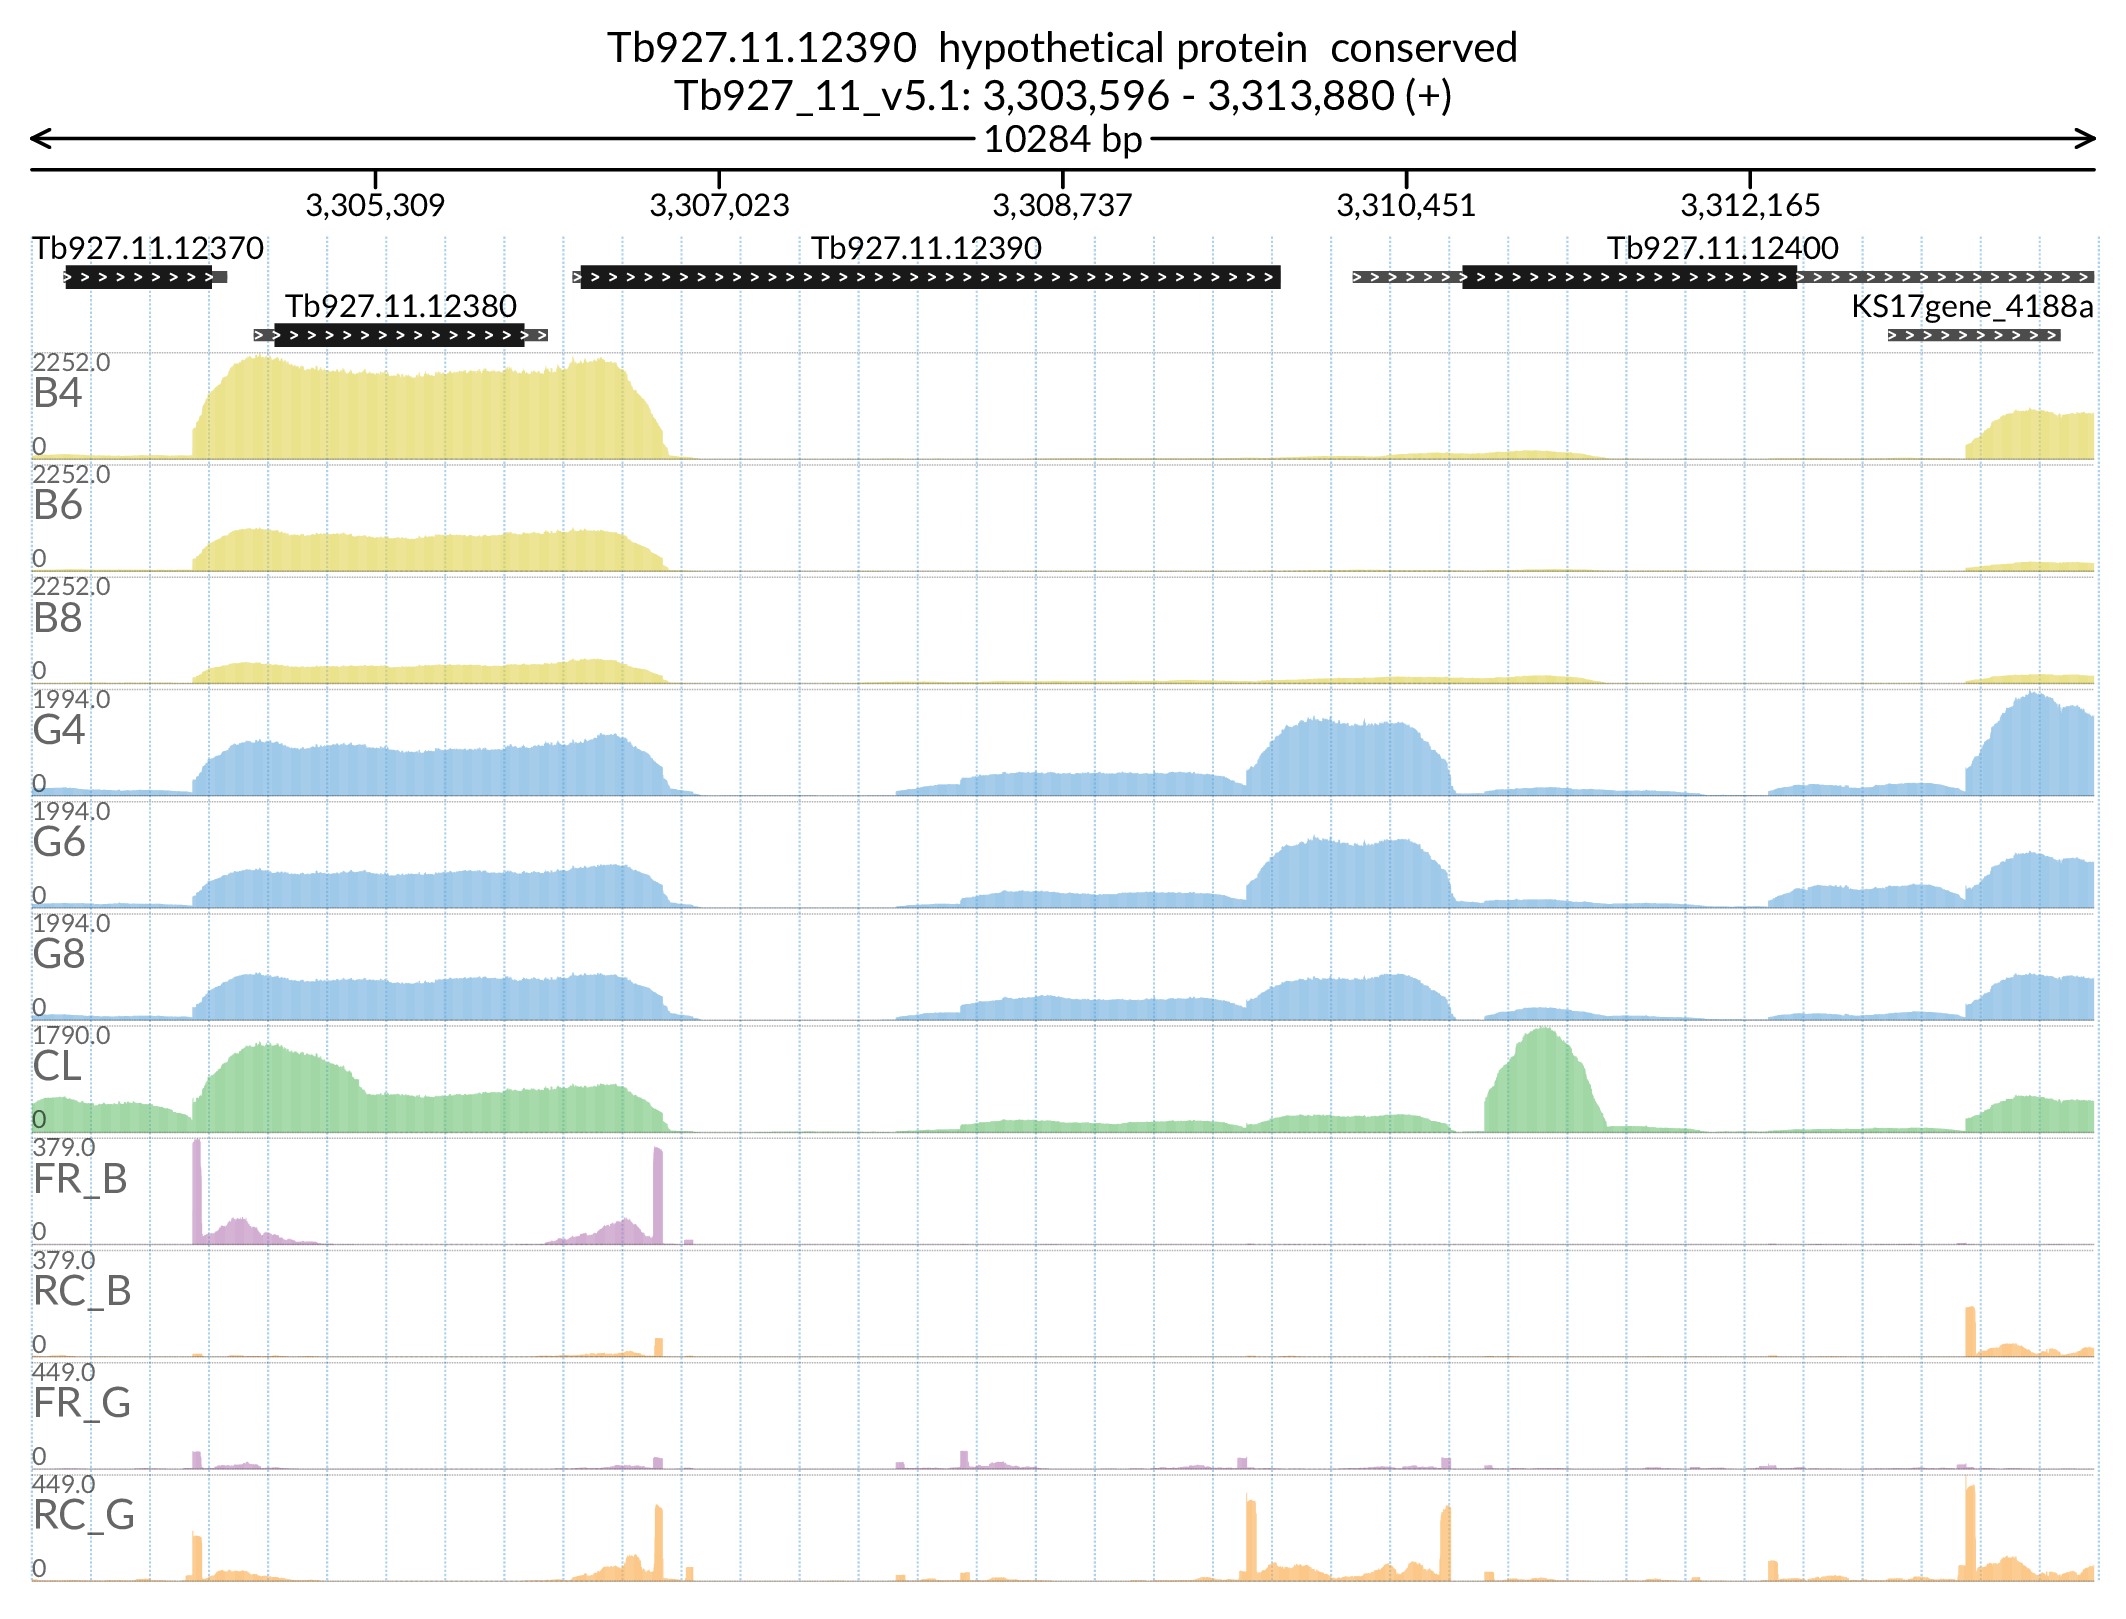 Tb927.11.12390  hypothetical protein  conserved
Tb927_11_v5.1: 3,303,596 - 3,313,880 (+)
10284 bp
3,305,309 3,307,023 3,308,737 3,310,451 3,312,165
Tb927.11.12370 Tb927.11.12390 Tb927.11.12400
Tb927.11.12380 KS17gene_4188a
2252.0
B4
0
2252.0
B6
0
2252.0
B8
0
1994.0
G4
0
1994.0
G6
0
1994.0
G8
0
1790.0
CL
0
379.0
FR_B
0
379.0
RC_B
0
449.0
FR_G
0
449.0
RC_G
0